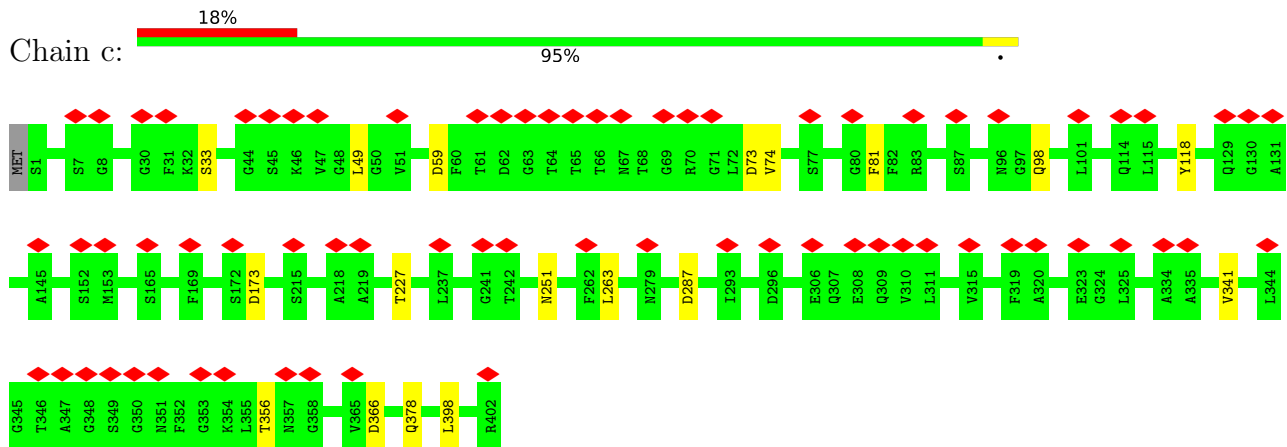 18%
Chain c:
95%
.
MET S1 S7 G8 G30 F31 K32 S33 G44 S45 K46 V47 G48 L49 G50 V51 D59 F60 T61 D62 G63 T64 T65 T66 N67 T68 G69 R70 G71 L72 D73 V74 S77 G80 F81 F82 R83 S87 N96 G97 Q98 L101 Q114 L115 Y118 Q129 G130 A131
A145 S152 M153 S165 F169 S172 D173 S215 A218 A219 T227 L237 G241 T242 N251 F262 L263 N279 D287 I293 D296 E306 Q307 E308 Q309 V310 L311 V315 F319 A320 E323 G324 L325 A334 A335 V341 L344
G345 T346 A347 G348 S349 G350 N351 F352 G353 K354 L355 T356 N357 G358 V365 D366 Q378 L398 R402